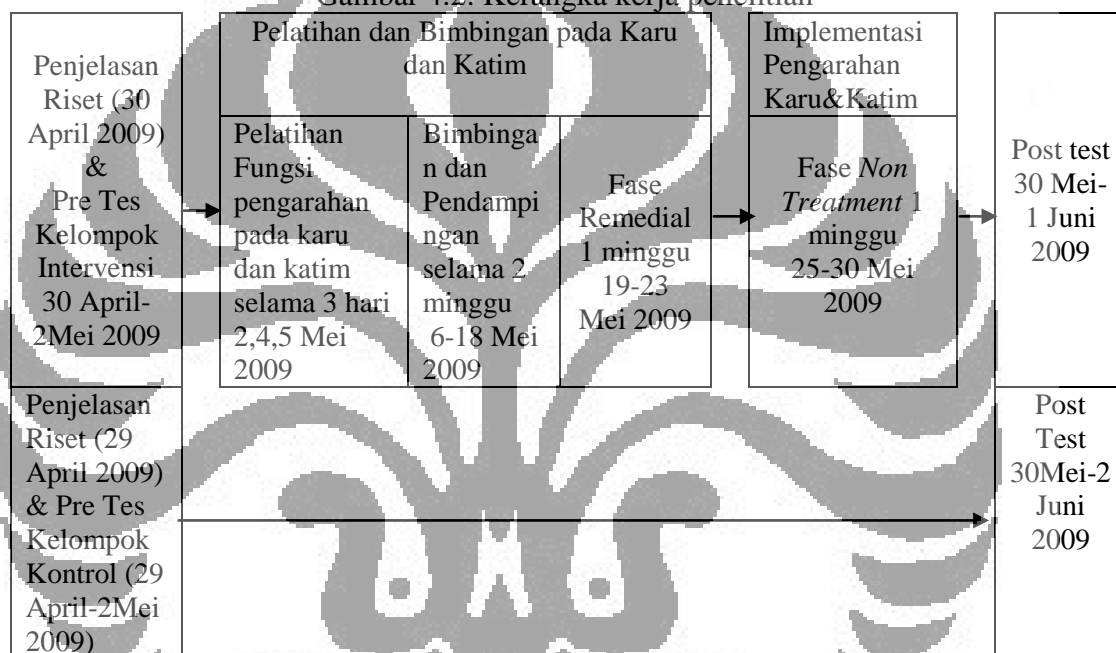 Gambar 4.2. Kerangka kerja penelitian
Penjelasan
Riset (30
April 2009)
&
Pre Tes
Kelompok
Intervensi
30 April-
2Mei 2009
Pelatihan dan Bimbingan pada Karu
dan Katim
Pelatihan
Fungsi
pengarahan
pada karu
dan katim
selama 3 hari
2,4,5 Mei
2009
Bimbinga
n dan
Pendampi
ngan
selama 2
minggu
6-18 Mei
2009
Fase
Remedial
1 minggu
19-23
Mei 2009
Implementasi
Pengarahan
Karu&Katim
Fase Non
Treatment 1
minggu
25-30 Mei
2009
Post test
30 Mei-
1 Juni
2009
Penjelasan
Riset (29
April 2009)
& Pre Tes
Kelompok
Kontrol (29
April-2Mei
2009)
Post
Test
30Mei-2
Juni
2009